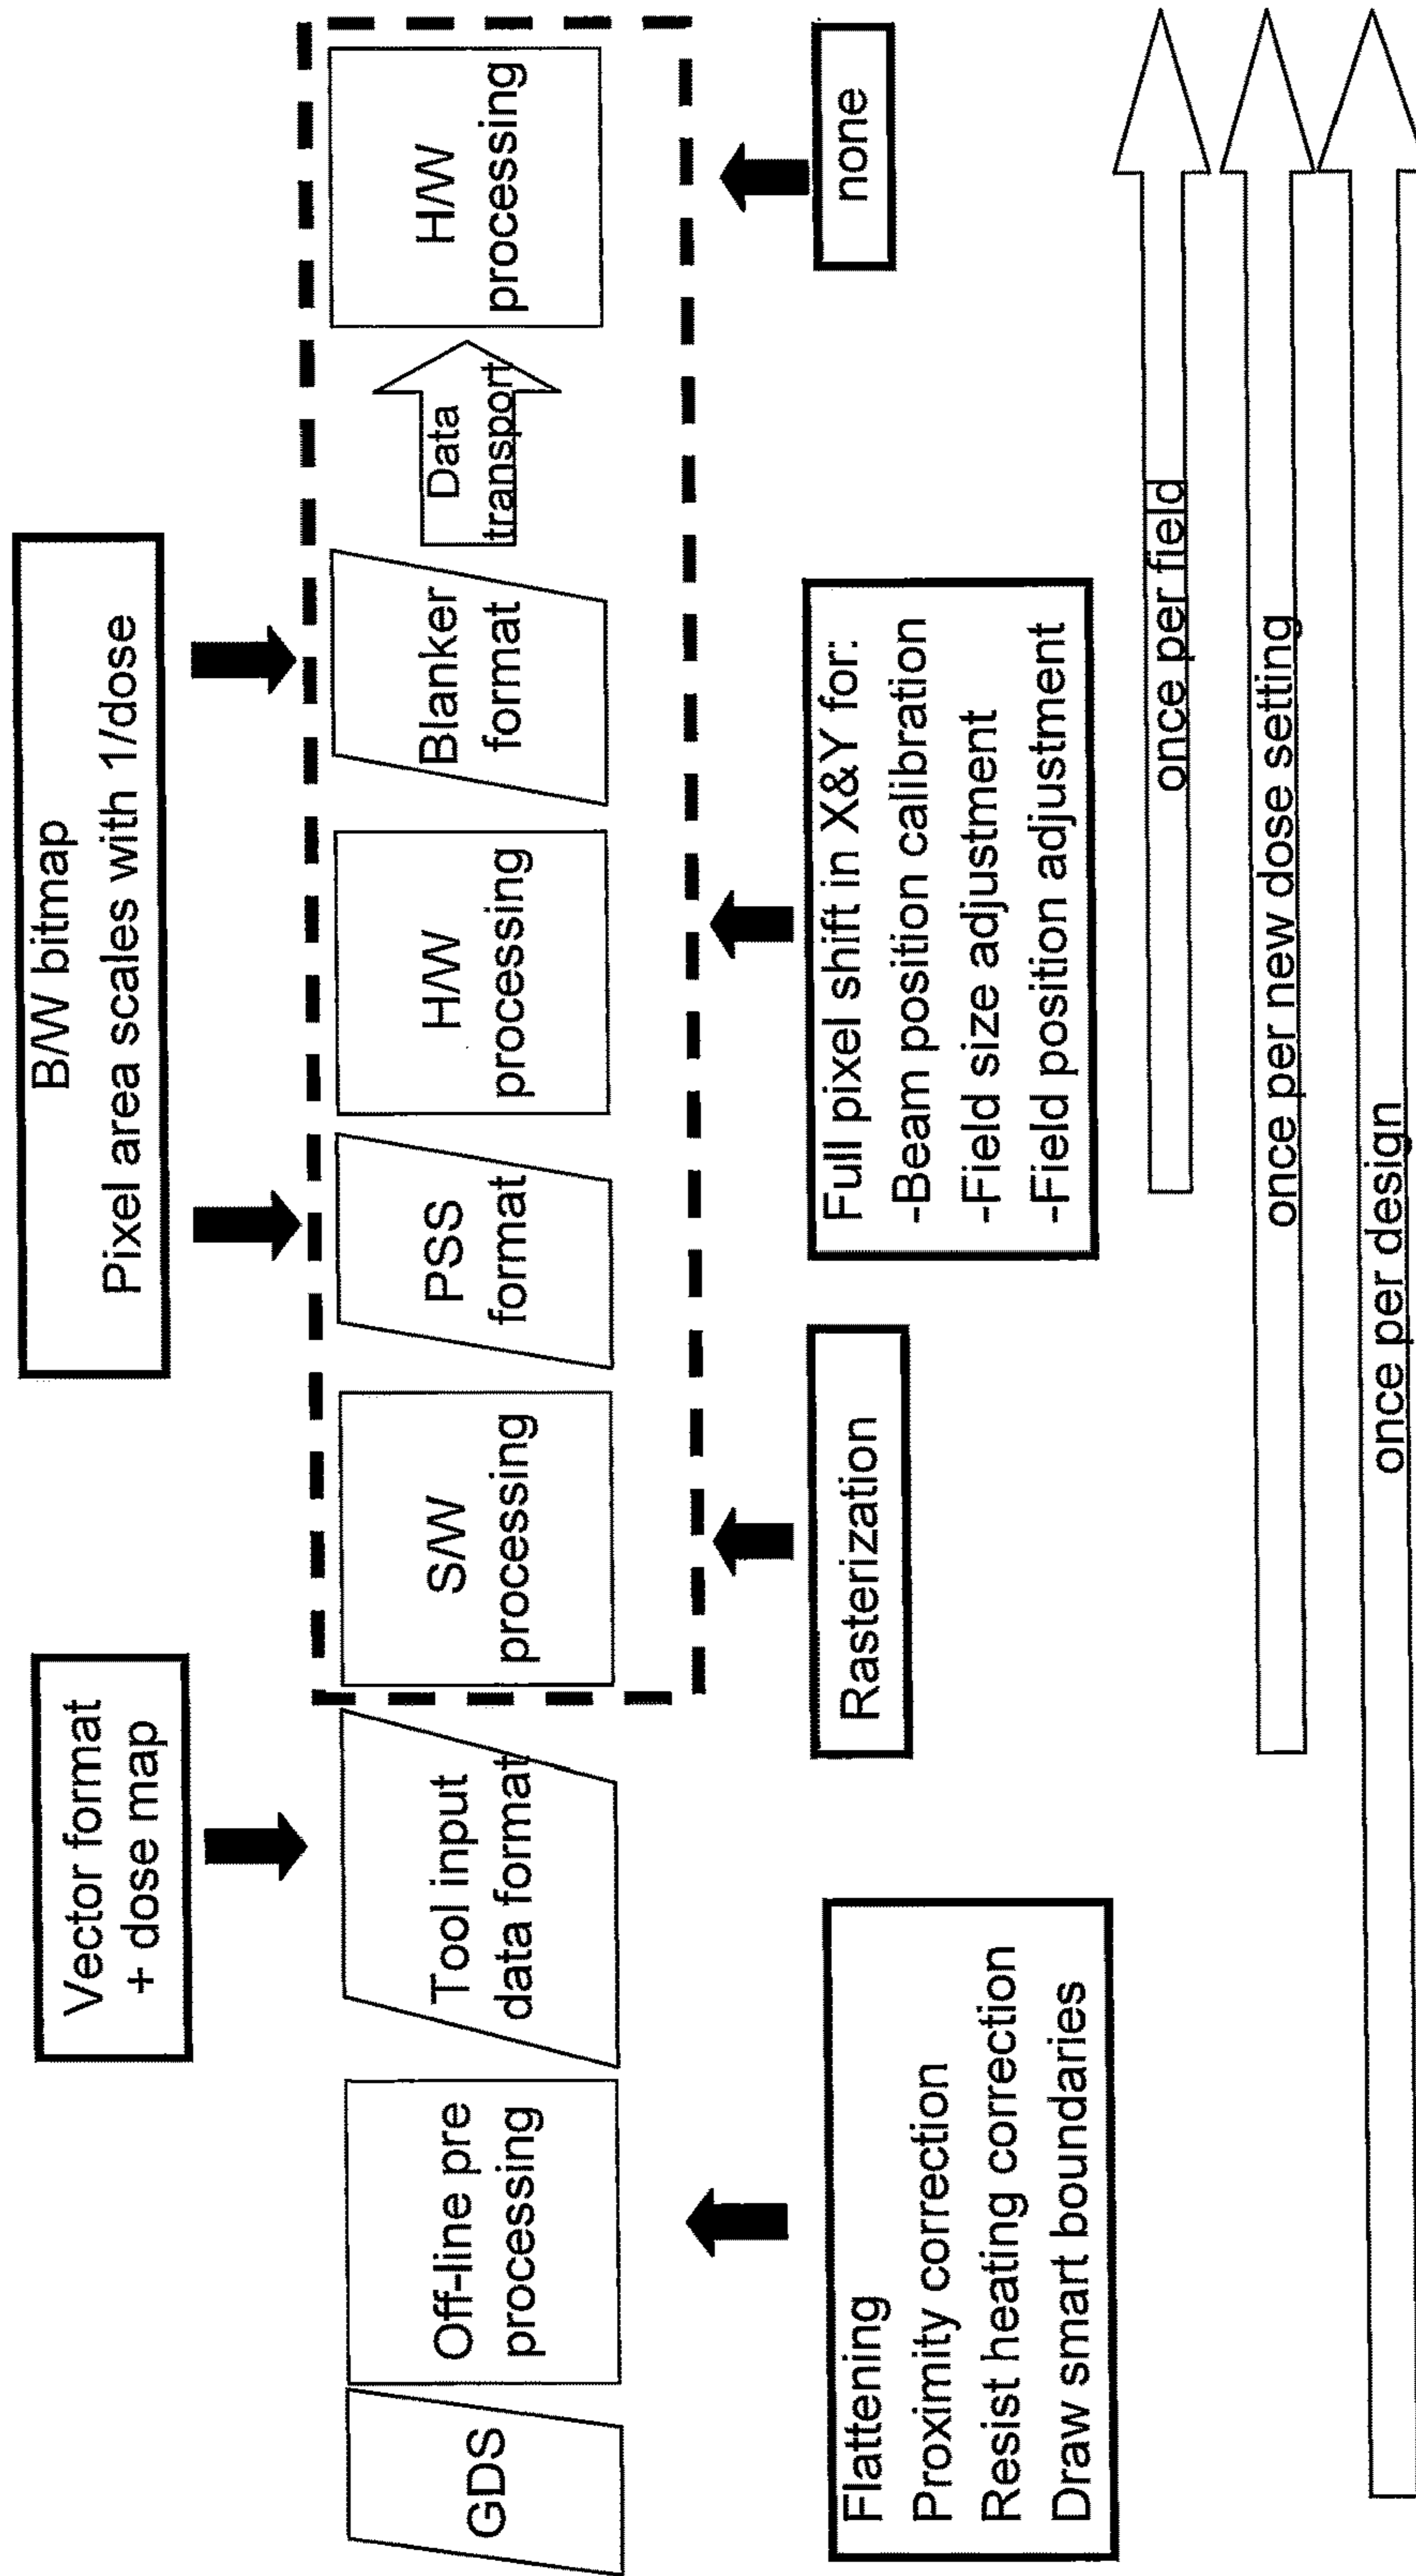 Vector format
+ dose map
B/W bitmap
Pixel area scales with 1/dose
GDS
Off-line pre
processing
Tool input
data format
S/W
processing
PSS
format
H/W
processing
Blanker
format
Data
transport
H/W
processing
Flattening
Proximity correction
Resist heating correction
Draw smart boundaries
Rasterization
Full pixel shift in X&Y for:
-Beam position calibration
-Field size adjustment
-Field position adjustment
none
once per field
once per new dose setting
once per design